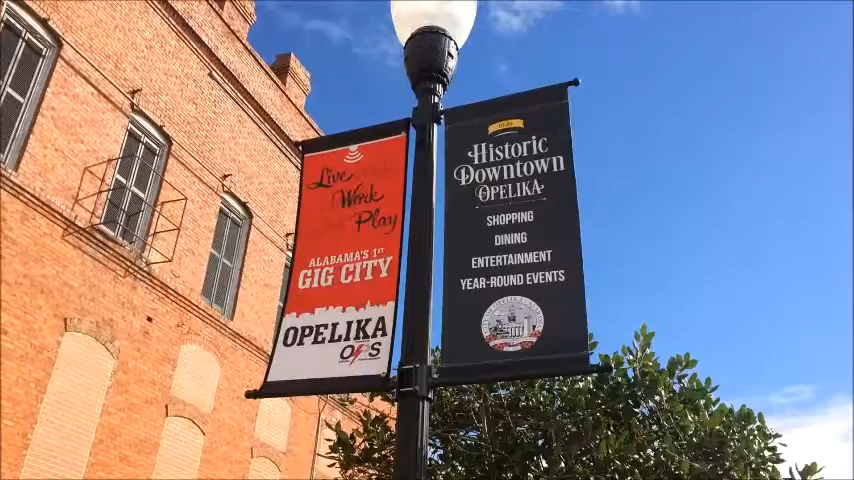 Live
Work
Play
ALABAMA'S 1ST
GIG CITY
OPELIKA
OPS
Historic
Downtown
OPELIKA
SHOPPING
DINING
ENTERTAINMENT
YEAR-ROUND EVENTS